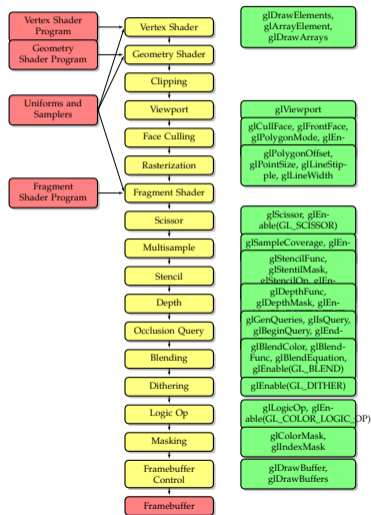 Vertex Shader
Program
Geometry
Shader Program
Uniforms and
Samplers
Fragment
Shader Program
Vertex Shader
Geometry Shader
Clipping
Viewport
Face Culling
Rasterization
Fragment Shader
Scissor
Multisample
Stencil
Depth
Occlusion Query
Blending
Dithering
Logic Op
Masking
Framebuffer
Control
Framebuffer
glDrawElements,
glArrayElement,
glDrawArrays
glViewport
glCullFace, glFrontFace,
glPolygonMode, glEn-
glPolygonOffset,
glPointSize, glLineStip-
ple, glLineWidth
glScissor, glEn-
able(GL_SCISSOR)
glSampleCoverage, glEn-
glStencilFunc,
glStentilMask,
glStencilOp, glEn-
glDepthFunc,
glDepthMask, glEn-
glGenQueries, glIsQuery,
glBeginQuery, glEnd-
glBlendColor, glBlend-
Func, glBlendEquation,
glEnable(GL_BLEND)
glEnable(GL_DITHER)
glLogicOp, glEn-
able(GL_COLOR_LOGIC_OP)
glColorMask,
glIndexMask
glDrawBuffer,
glDrawBuffers